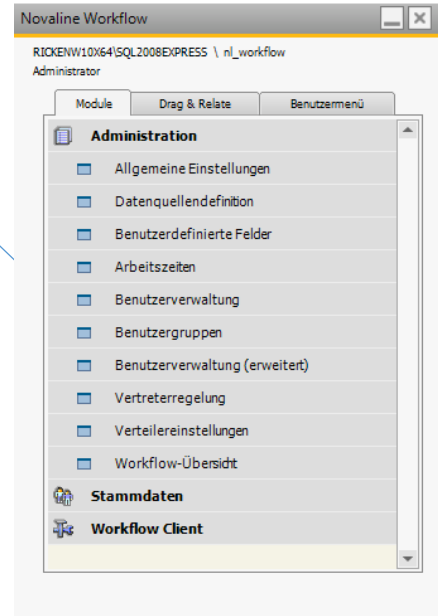 Novaline Workflow
RICKENW10X64\SQL2008EXPRESS \ nl_workflow
Administrator
Module Drag & Relate Benutzermenü
Administration
Allgemeine Einstellungen
Datenquellendefinition
Benutzerdefinierte Felder
Arbeitszeiten
Benutzerverwaltung
Benutzergruppen
Benutzerverwaltung (erweitert)
Vertreterregelung
Verteilereinstellungen
Workflow-Übersicht
Stammdaten
Workflow Client